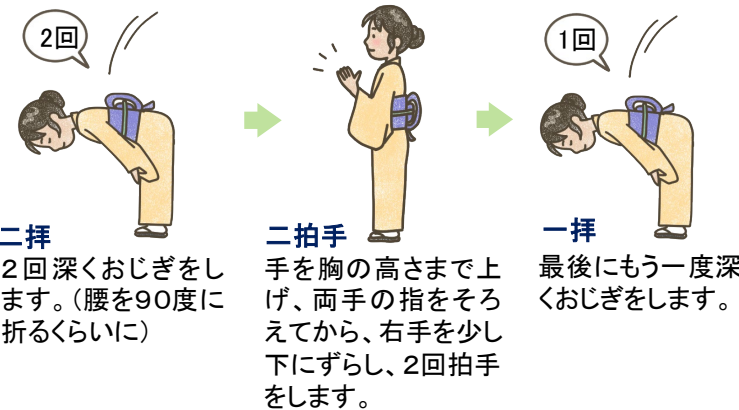 2回
二拝
２回深くおじぎをし
ます。（腰を９０度に
折るくらいに）
二拍手
手を胸の高さまで上
げ、両手の指をそろ
えてから、右手を少し
下にずらし、２回拍手
をします。
1回
一拝
最後にもう一度深
くおじぎをします。